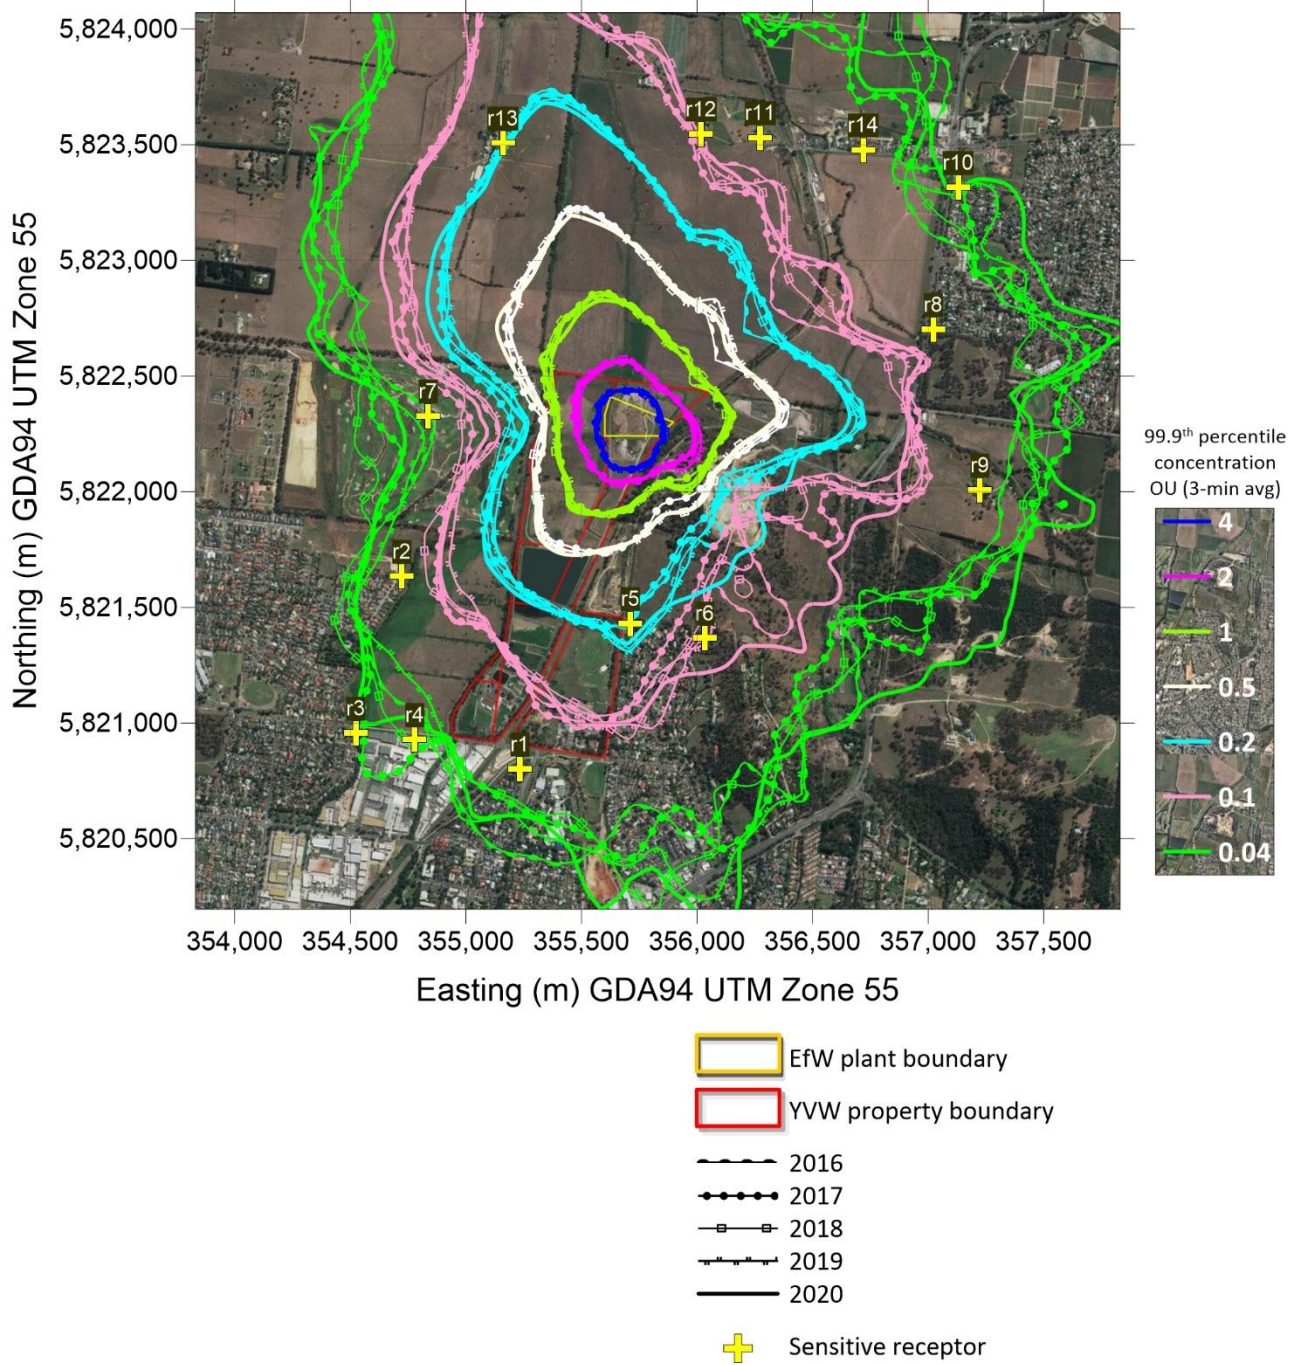 5,824,000
5,823,500
5,823,000
5,822,500
5,822,000
5,821,500
5,821,000
5,820,500
Northing (m) GDA94 UTM Zone 55
r13
r12
r11
r14
r10
r8
r7
r9
r2
r5
r6
r3
r4
r1
354,000
354,500
355,000
355,500
356,000
356,500
357,000
357,500
Easting (m) GDA94 UTM Zone 55
99.9th percentile
concentration
OU (3-min avg)
4
2
1
0.5
0.2
0.1
0.04
EfW plant boundary
YVW property boundary
2016
2017
2018
2019
2020
Sensitive receptor